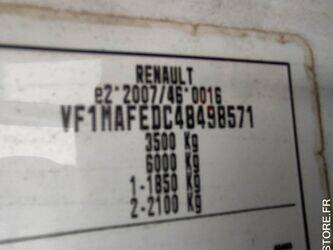 RENAULT
e2*2007/46*0016
VF1MAFEDC48498571
3500 Kg
6000 Kg
1-1850 Kg
2-2100 Kg
STORE.FR